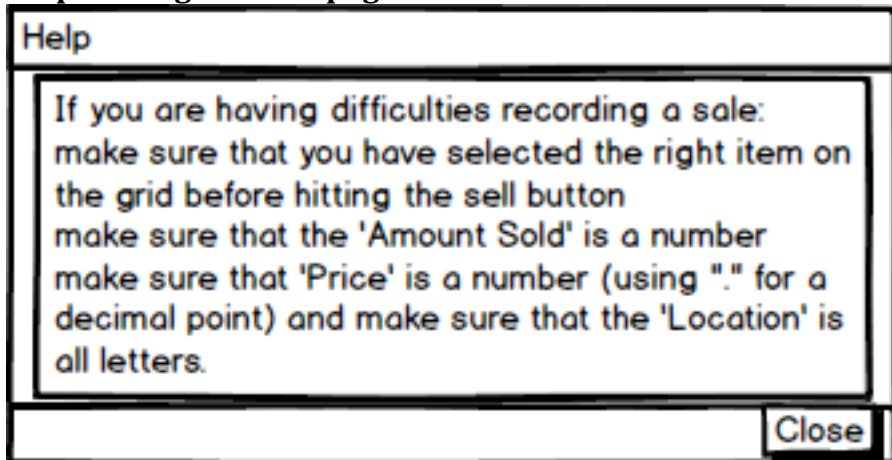 Help
If you are having difficulties recording a sale:
make sure that you have selected the right item on
the grid before hitting the sell button
make sure that the 'Amount Sold' is a number
make sure that 'Price' is a number (using "." for a
decimal point) and make sure that the 'Location' is
all letters.
Close